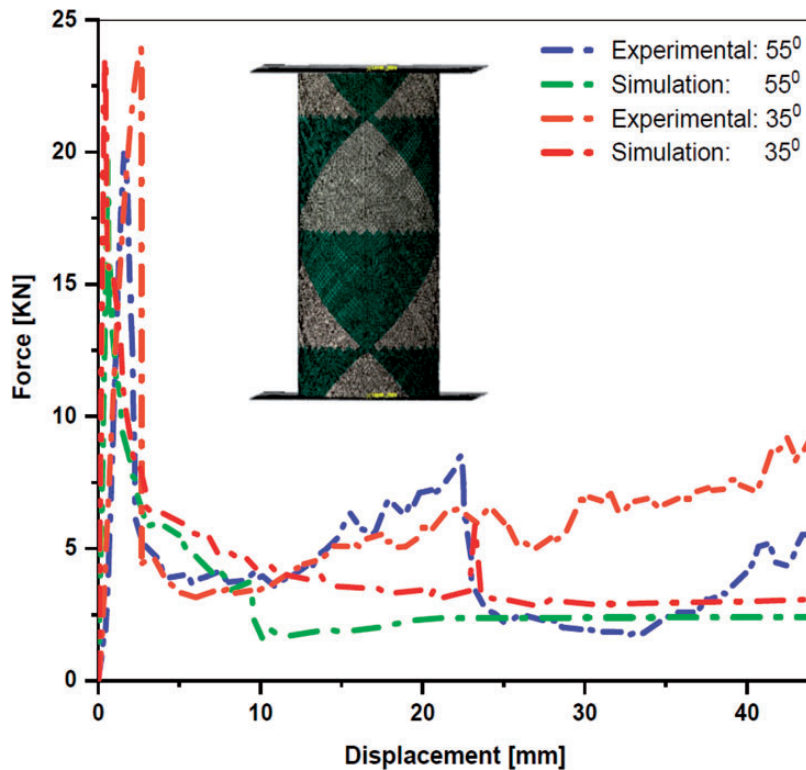 25
20
15
10
5
0
Force [KN]
0
10
20
30
40
Displacement [mm]
Experimental: 55⁰
Simulation: 55⁰
Experimental: 35⁰
Simulation: 35⁰